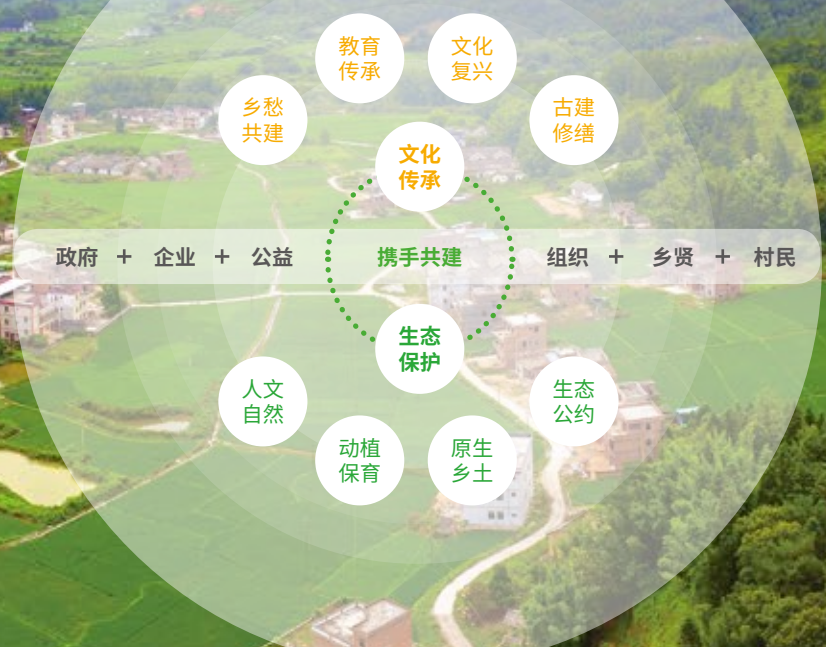 教育
传承
文化
复兴
乡愁
共建
古建
修缮
文化
传承
政府 + 企业 + 公益 携手共建 组织 + 乡贤 + 村民
生态
保护
人文
自然
生态
公约
动植
保育
原生
乡土